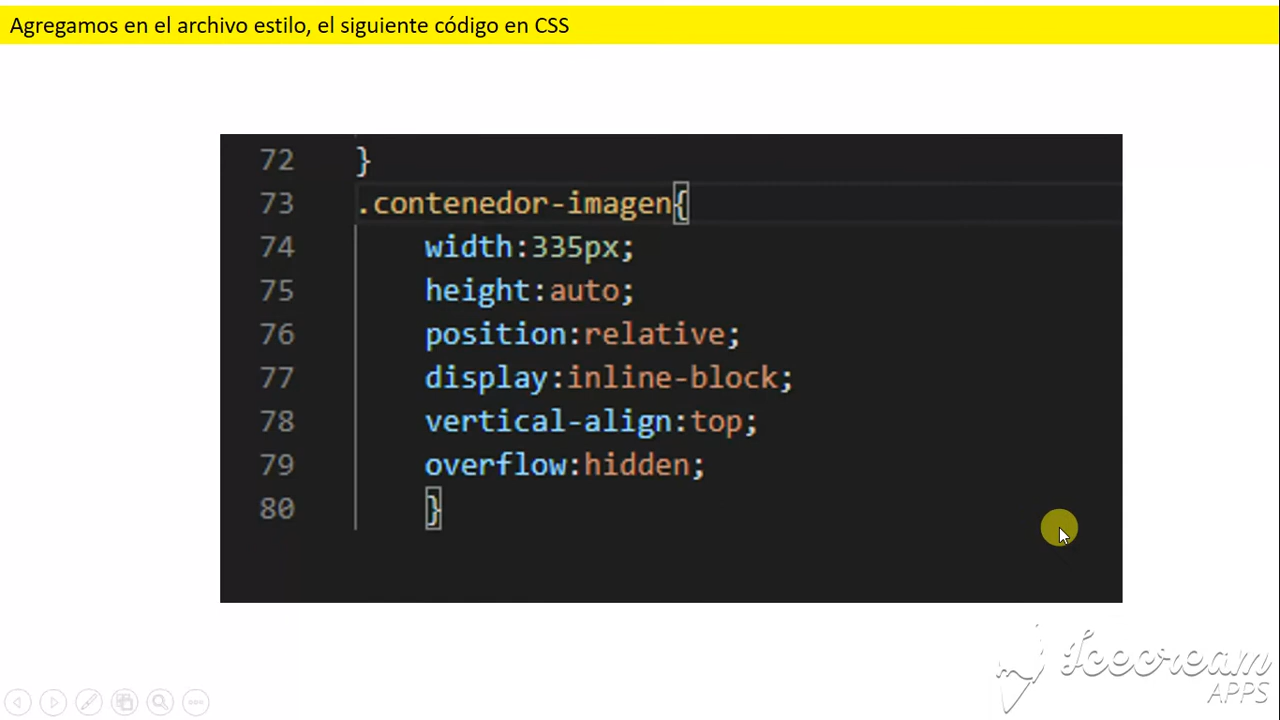 Agregamos en el archivo estilo, el siguiente código en CSS
72 }
73 .contenedor-imagen{
74 width:335px;
75 height:auto;
76 position:relative;
77 display:inline-block;
78 vertical-align:top;
79 overflow:hidden;
80 }
Icecream
APPS